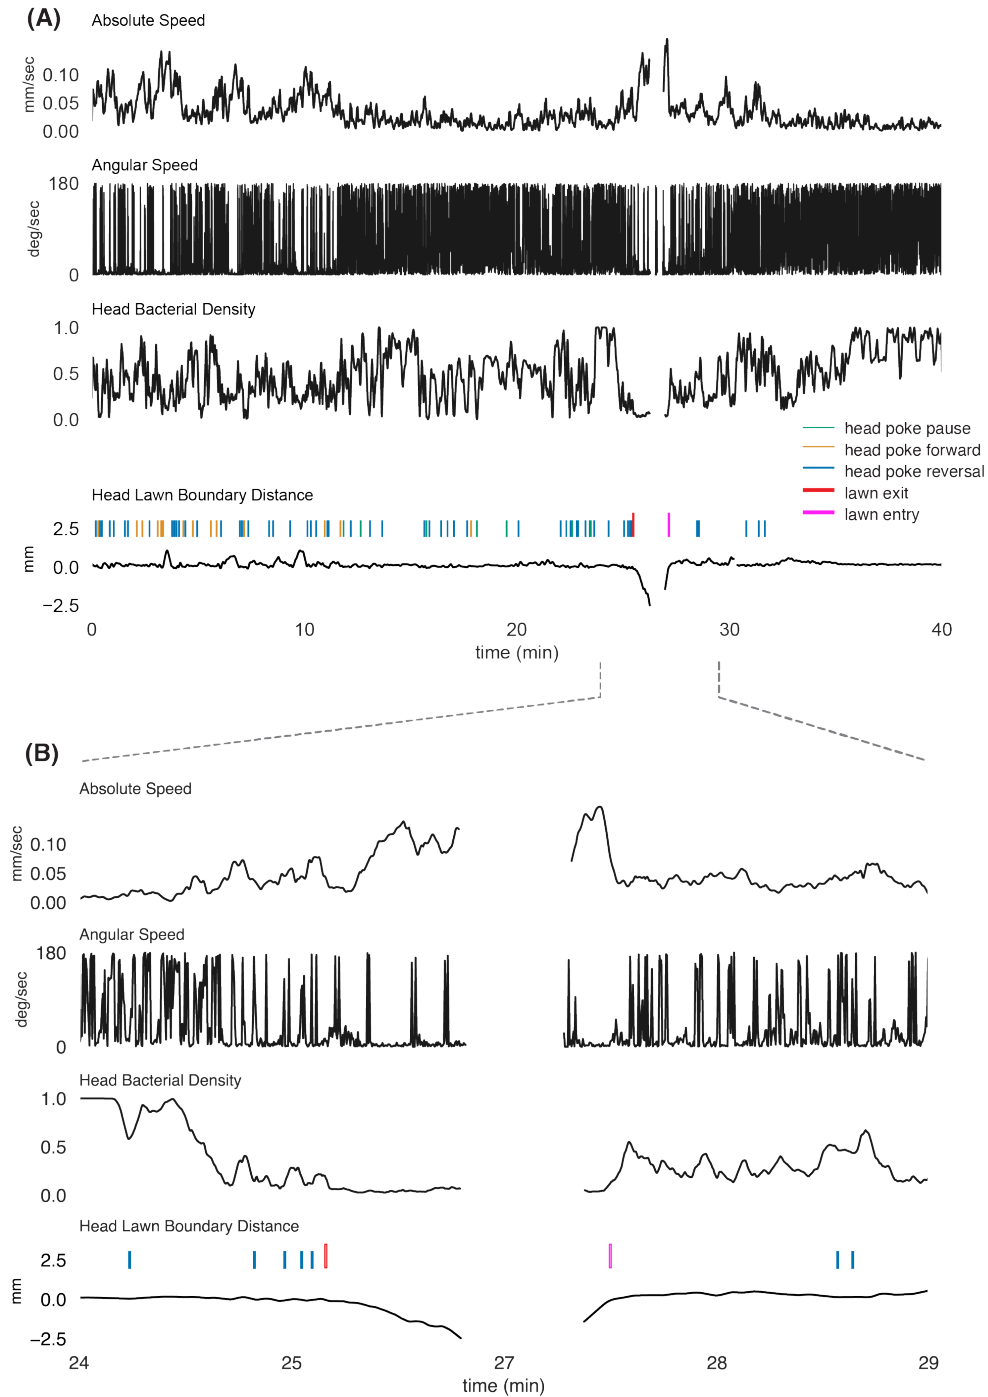 (A)
Absolute Speed
mm/sec
0.10
0.05
0.00
Angular Speed
deg/sec
180
0
Head Bacterial Density
1.0
0.5
0.0
head poke pause
head poke forward
head poke reversal
lawn exit
lawn entry
Head Lawn Boundary Distance
mm
2.5
0.0
−2.5
0 10 20 30 40
time (min)
(B)
Absolute Speed
mm/sec
0.10
0.05
0.00
Angular Speed
deg/sec
180
0
Head Bacterial Density
1.0
0.5
0.0
Head Lawn Boundary Distance
mm
2.5
0.0
−2.5
24 25 27 28 29
time (min)